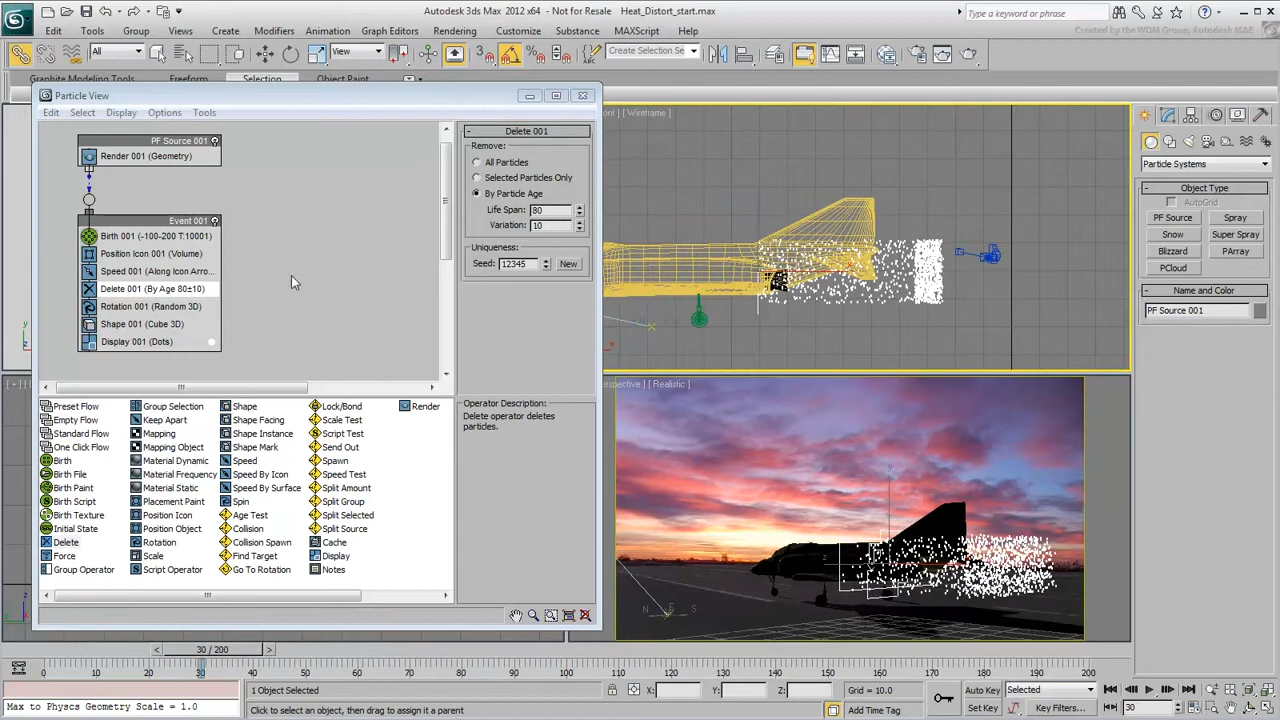 Autodesk 3ds Max 2012 - Not for Resale Heat_Distort_start.max
Type a keyword or phrase
Edit Tools Group Views Create Modifiers Animation Graph Editors Rendering Customize Substance MAXScript Help
Created with by the WDM Group, Autodesk M&E
All View Create Selection Se
Graphite Modeling Tools Freeform Selection Object Paint
Particle View
Edit Select Display Options Tools
PF Source 001
Render 001 (Geometry)
Event 001
Birth 001 (-100-200 T:10001)
Position Icon 001 (Volume)
Speed 001 (Along Icon Arro...
Delete 001 (By Age 80±10)
Rotation 001 (Random 3D)
Shape 001 (Cube 3D)
Display 001 (Dots)
Delete 001
Remove:
All Particles
Selected Particles Only
By Particle Age
Life Span: 80
Variation: 10
Uniqueness:
Seed: 12345 New
Operator Description:
Delete operator deletes
particles.
Preset Flow
Empty Flow
Standard Flow
One Click Flow
Birth
Birth File
Birth Paint
Birth Script
Birth Texture
Initial State
Delete
Force
Group Operator
Group Selection
Keep Apart
Mapping
Mapping Object
Material Dynamic
Material Frequency
Material Static
Placement Paint
Position Icon
Position Object
Rotation
Scale
Script Operator
Shape
Shape Facing
Shape Instance
Shape Mark
Speed
Speed By Icon
Speed By Surface
Spin
Age Test
Collision
Collision Spawn
Find Target
Go To Rotation
Lock/Bond
Scale Test
Script Test
Send Out
Spawn
Speed Test
Split Amount
Split Group
Split Selected
Split Source
Cache
Display
Notes
Render
ont ] [ Wireframe ]
erspective ] [ Realistic ]
N S
Particle Systems
Object Type
AutoGrid
PF Source Spray
Snow Super Spray
Blizzard PArray
PCloud
Name and Color
PF Source 001
30 / 200
0 10 20 30 40 50 60 70 80 90 100 110 120 130 140 150 160 170 180 190 200
1 Object Selected X: Y: Z: Grid = 10.0 Auto Key Selected
Max to Physics Geometry Scale = 1.0 Click to select an object, then drag to assign it a parent Add Time Tag Set Key Key Filters... 30